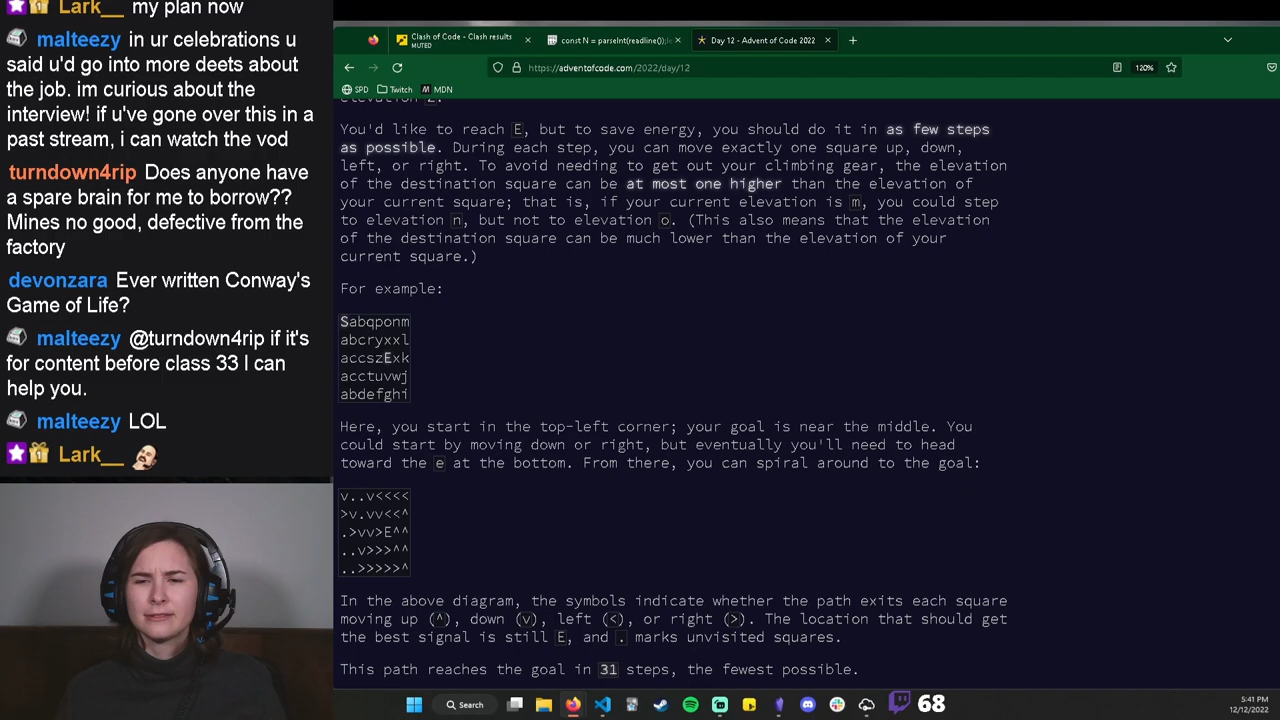 Lark__ my plan now
malteezy in ur celebrations u
said u'd go into more deets about
the job. im curious about the
interview! if u've gone over this in a
past stream, i can watch the vod
turndown4rip Does anyone have
a spare brain for me to borrow??
Mines no good, defective from the
factory
devonzara Ever written Conway's
Game of Life?
malteezy @turndown4rip if it's
for content before class 33 I can
help you.
malteezy LOL
Lark__
Clash of Code - Clash results
MUTED
const N = parseInt(readline());le
Day 12 - Advent of Code 2022
https://adventofcode.com/2022/day/12
120%
SPD Twitch MDN
elevation z.
You'd like to reach E, but to save energy, you should do it in as few steps
as possible. During each step, you can move exactly one square up, down,
left, or right. To avoid needing to get out your climbing gear, the elevation
of the destination square can be at most one higher than the elevation of
your current square; that is, if your current elevation is m, you could step
to elevation n, but not to elevation o. (This also means that the elevation
of the destination square can be much lower than the elevation of your
current square.)
For example:
Sabqponm
abcryxxl
accszExk
acctuvwj
abdefghi
Here, you start in the top-left corner; your goal is near the middle. You
could start by moving down or right, but eventually you'll need to head
toward the e at the bottom. From there, you can spiral around to the goal:
v..v<<<<
>v.vv<<^
.>vv>E^^
..v>>>^^
..>>>>>^
In the above diagram, the symbols indicate whether the path exits each square
moving up (^), down (v), left (<), or right (>). The location that should get
the best signal is still E, and . marks unvisited squares.
This path reaches the goal in 31 steps, the fewest possible.
Search
68
5:41 PM
12/12/2022